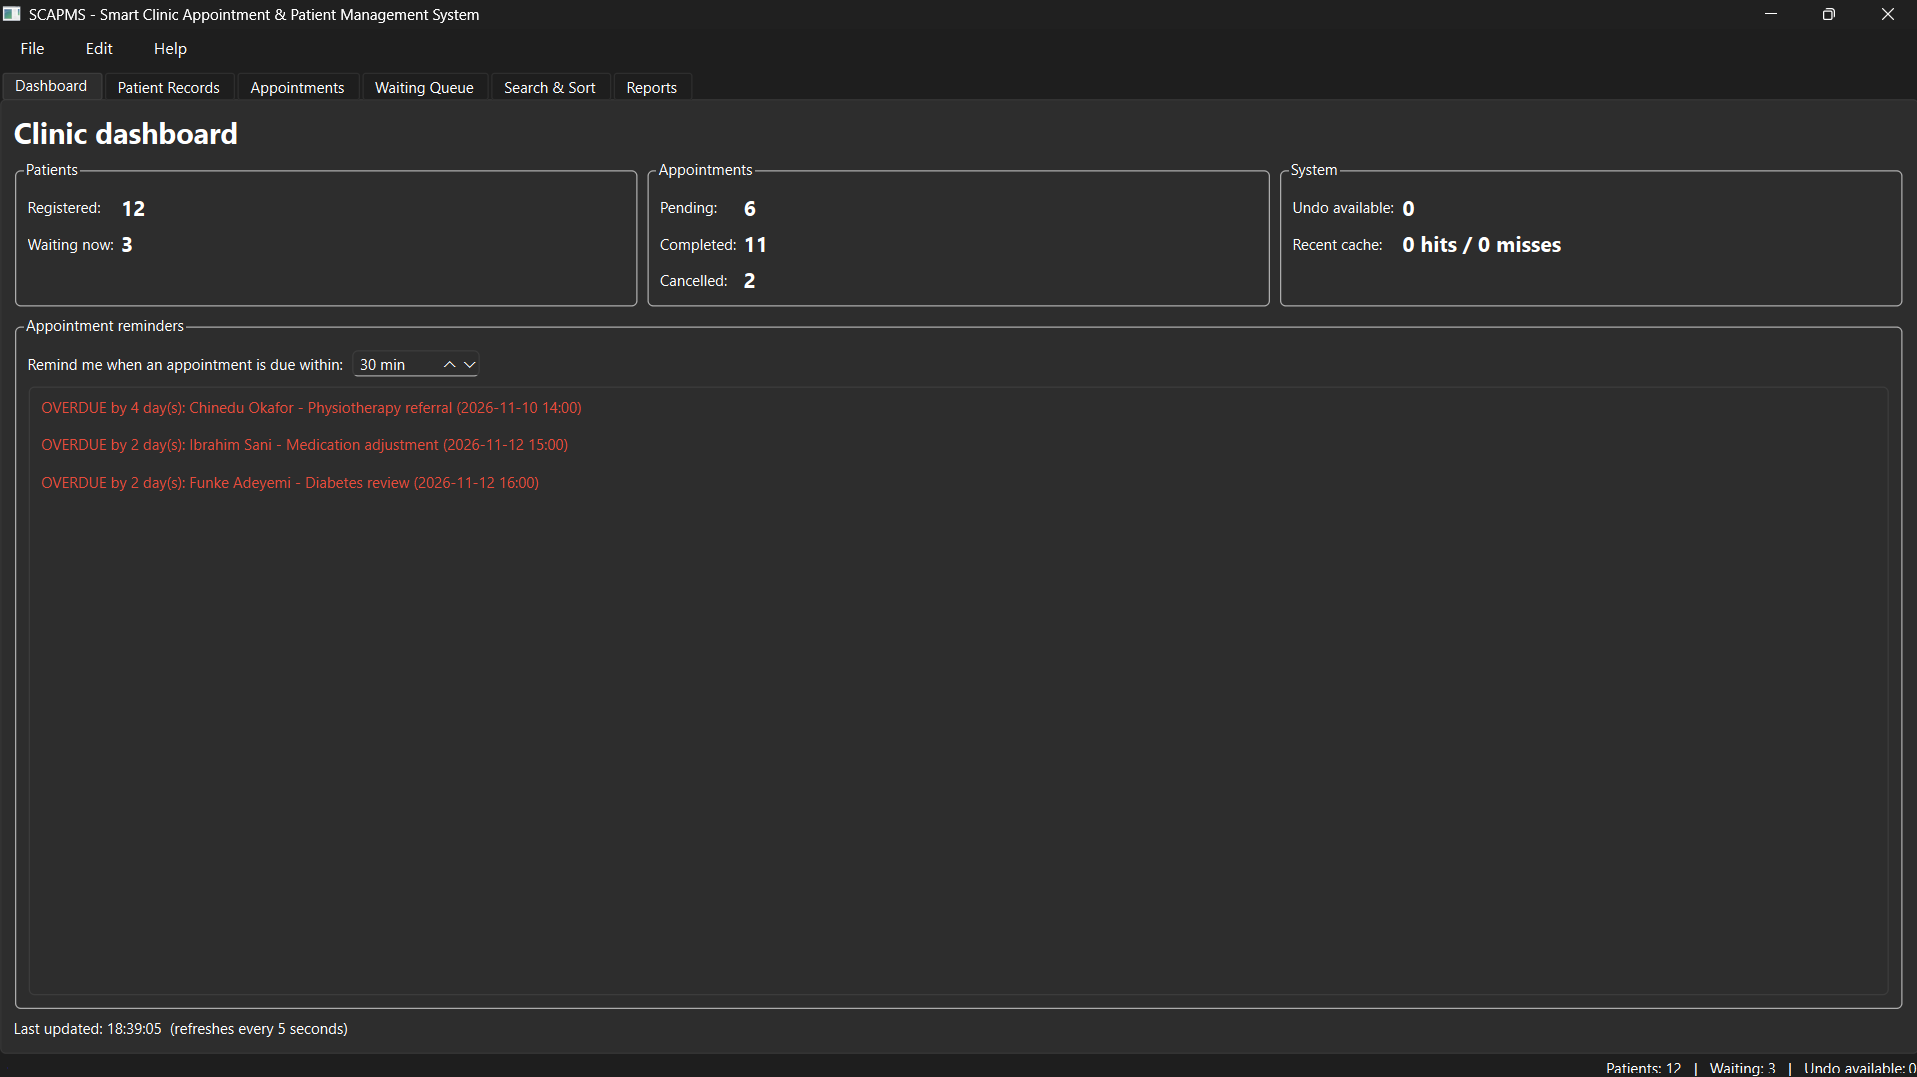 SCAPMS - Smart Clinic Appointment & Patient Management System
File Edit Help
Dashboard Patient Records Appointments Waiting Queue Search & Sort Reports
Clinic dashboard
Patients
Registered: 12
Waiting now: 3
Appointments
Pending: 6
Completed: 11
Cancelled: 2
System
Undo available: 0
Recent cache: 0 hits / 0 misses
Appointment reminders
Remind me when an appointment is due within: 30 min
OVERDUE by 4 day(s): Chinedu Okafor - Physiotherapy referral (2026-11-10 14:00)
OVERDUE by 2 day(s): Ibrahim Sani - Medication adjustment (2026-11-12 15:00)
OVERDUE by 2 day(s): Funke Adeyemi - Diabetes review (2026-11-12 16:00)
Last updated: 18:39:05 (refreshes every 5 seconds)
Patients: 12 | Waiting: 3 | Undo available: 0